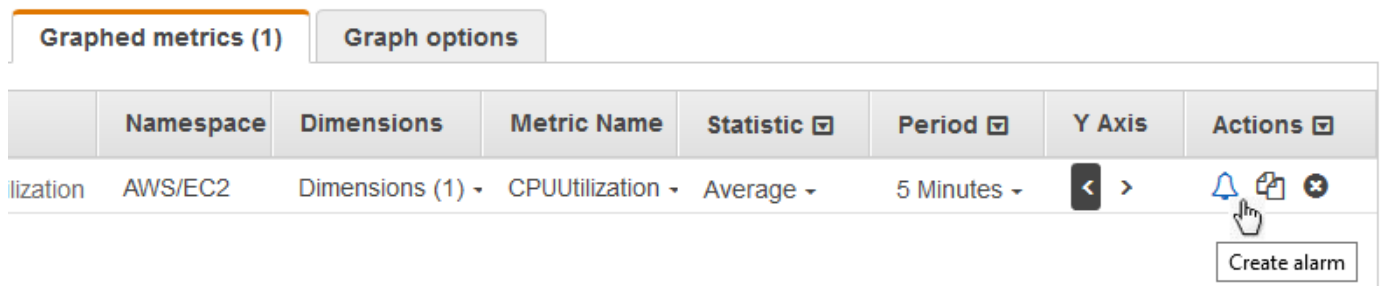 Graphed metrics (1) Graph options
Namespace Dimensions Metric Name Statistic Period Y Axis Actions
AWS/EC2 Dimensions (1) CPUUtilization Average 5 Minutes < >
Create alarm